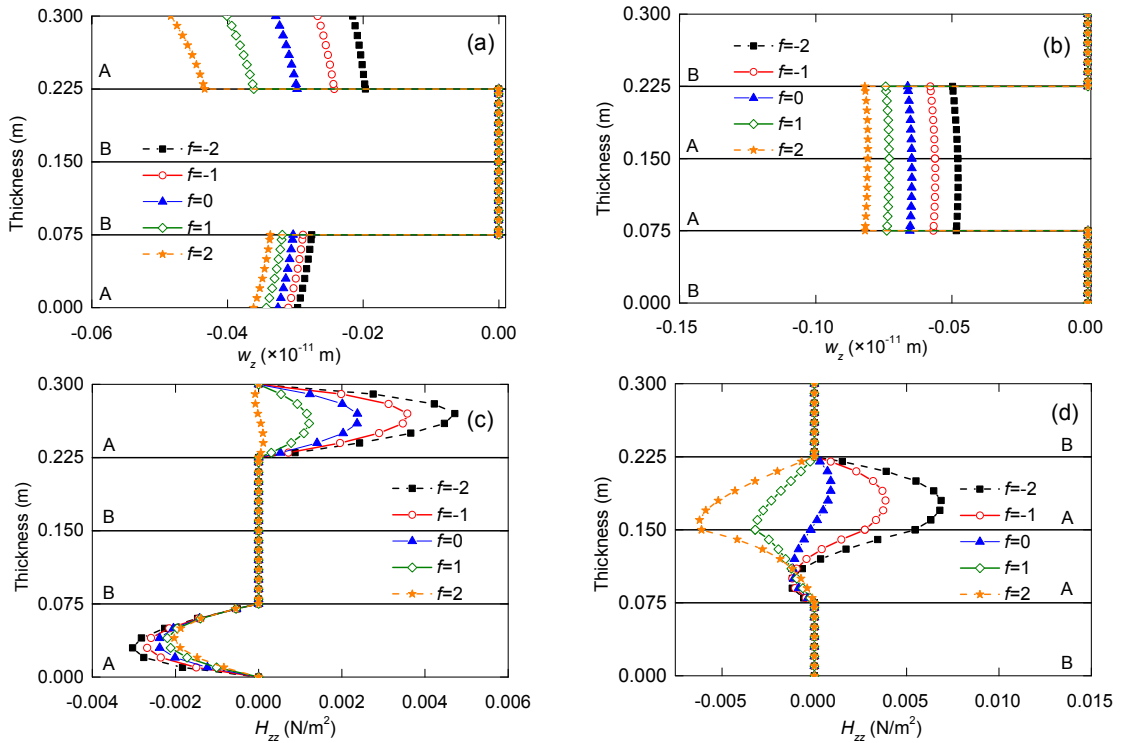 0.300
0.225
0.150
0.075
0.000
Thickness (m)
A
B
B
A
f=-2
f=-1
f=0
f=1
f=2
(a)
-0.06 -0.04 -0.02 0.00
w_z (×10⁻¹¹ m)
0.300
0.225
0.150
0.075
0.000
Thickness (m)
B
A
A
B
f=-2
f=-1
f=0
f=1
f=2
(b)
-0.15 -0.10 -0.05 0.00
w_z (×10⁻¹¹ m)
0.300
0.225
0.150
0.075
0.000
Thickness (m)
A
B
B
A
f=-2
f=-1
f=0
f=1
f=2
(c)
-0.004 -0.002 0.000 0.002 0.004 0.006
H_zz (N/m²)
0.300
0.225
0.150
0.075
0.000
Thickness (m)
B
A
A
B
f=-2
f=-1
f=0
f=1
f=2
(d)
-0.005 0.000 0.005 0.010 0.015
H_zz (N/m²)